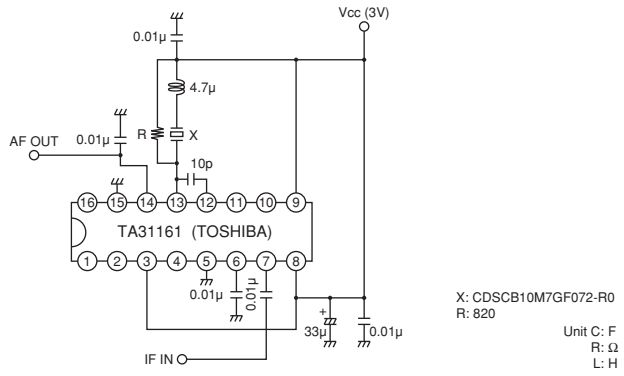 Vcc (3V)
0.01μ
4.7μ
R
X
AF OUT
0.01μ
10p
16 15 14 13 12 11 10 9
TA31161 (TOSHIBA)
1 2 3 4 5 6 7 8
0.01μ
0.01μ
+
33μ
0.01μ
IF IN
X: CDSCB10M7GF072-R0
R: 820
Unit C: F
R: Ω
L: H